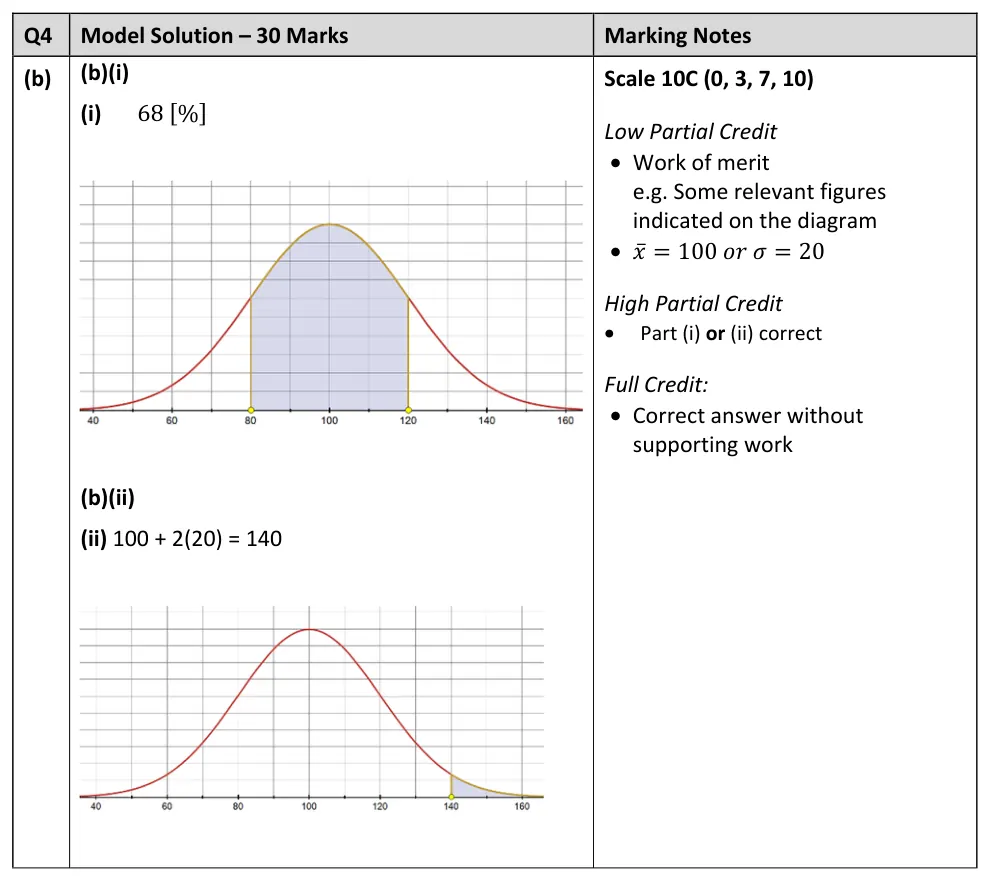 Q4 Model Solution – 30 Marks Marking Notes
(b) (b)(i)
(i) 68 [%]
40 60 80 100 120 140 160
(b)(ii)
(ii) 100 + 2(20) = 140
40 60 80 100 120 140 160
Scale 10C (0, 3, 7, 10)
Low Partial Credit
• Work of merit
e.g. Some relevant figures
indicated on the diagram
• x̄ = 100 or σ = 20
High Partial Credit
• Part (i) or (ii) correct
Full Credit:
• Correct answer without
supporting work